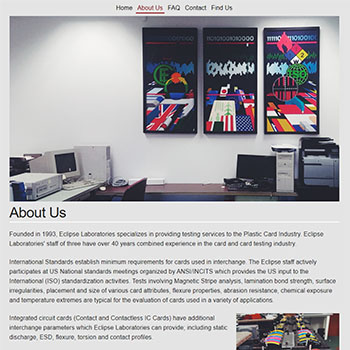 Home About Us FAQ Contact Find Us
ISO
About Us
Founded in 1993, Eclipse Laboratories specializes in providing testing services to the Plastic Card Industry. Eclipse
Laboratories' staff of three have over 40 years combined experience in the card and card testing industry.
International Standards establish minimum requirements for cards used in interchange. The Eclipse staff actively
participates at US National standards meetings organized by ANSI/INCITS which provides the US input to the
International (ISO) standardization activities. Tests involving Magnetic Stripe analysis, lamination bond strength, surface
irregularities, placement and size of various card attributes, flexure properties, abrasion resistance, chemical exposure
and temperature extremes are typical for the evaluation of cards used in a variety of applications.
Integrated circuit cards (Contact and Contactless IC Cards) have additional
interchange parameters which Eclipse Laboratories can provide, including static
discharge, ESD, flexure, torsion and contact profiles.